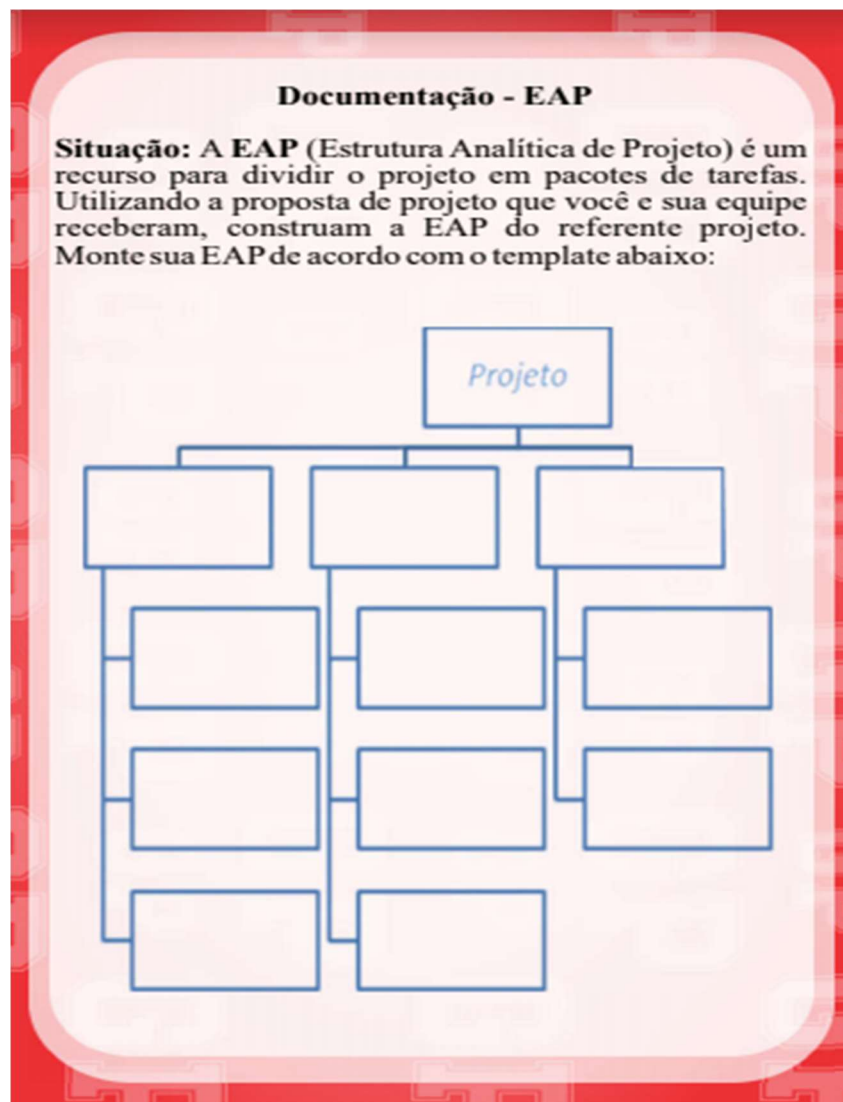 Documentação - EAP
Situação: A EAP (Estrutura Analítica de Projeto) é um
recurso para dividir o projeto em pacotes de tarefas.
Utilizando a proposta de projeto que você e sua equipe
receberam, construam a EAP do referente projeto.
Monte sua EAP de acordo com o template abaixo:
Projeto